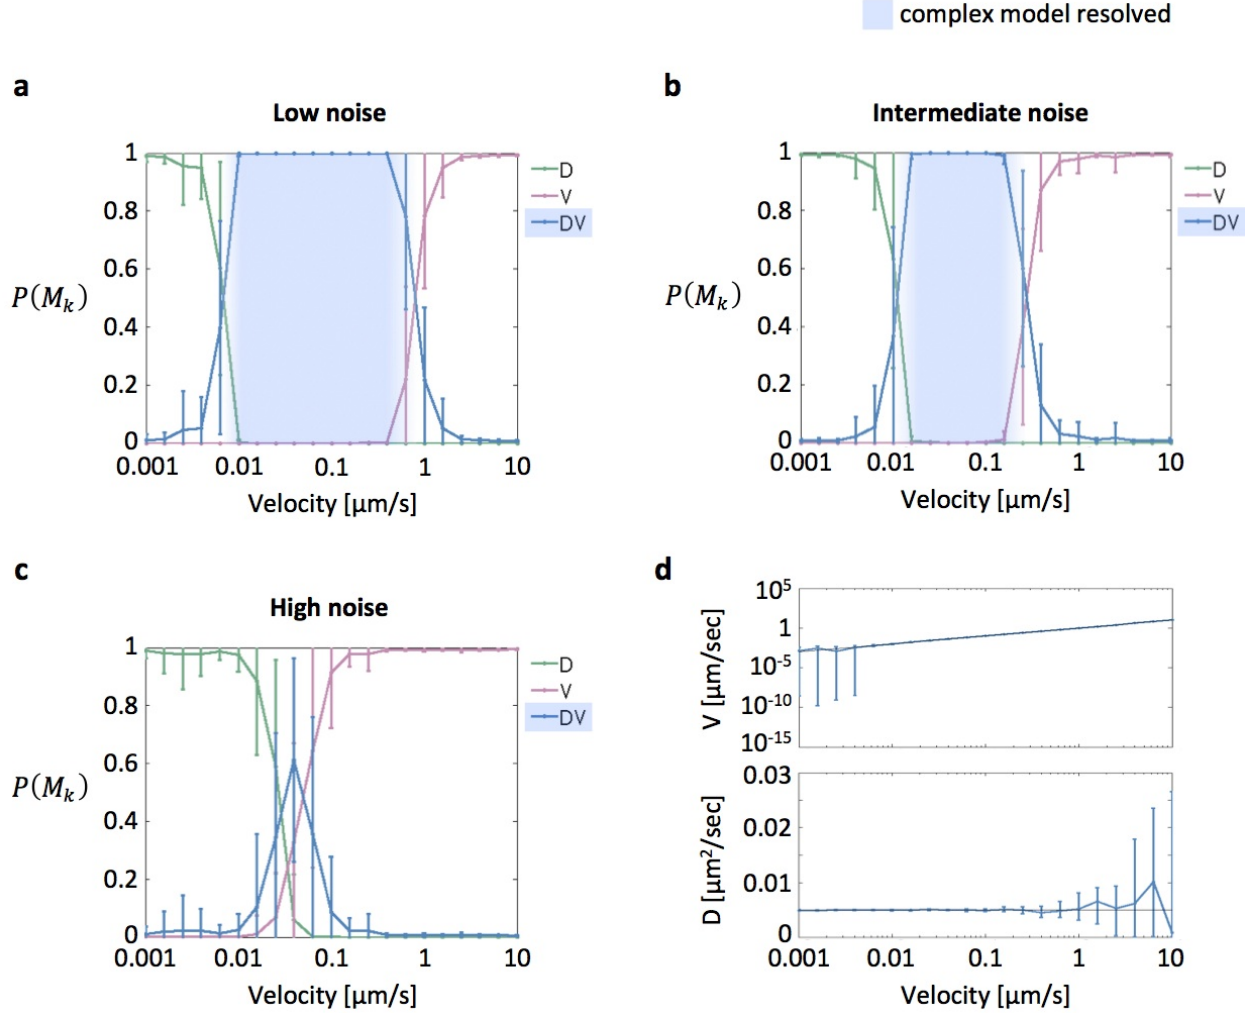 complex model resolved
a
Low noise
1
0.8
0.6
0.4
0.2
0
P(Mₖ)
0.001 0.01 0.1 1 10
Velocity [μm/s]
D
V
DV
b
Intermediate noise
1
0.8
0.6
0.4
0.2
0
P(Mₖ)
0.001 0.01 0.1 1 10
Velocity [μm/s]
D
V
DV
c
High noise
1
0.8
0.6
0.4
0.2
0
P(Mₖ)
0.001 0.01 0.1 1 10
Velocity [μm/s]
D
V
DV
d
10⁵
1
10⁻⁵
10⁻¹⁰
10⁻¹⁵
V [μm/sec]
0.03
0.02
0.01
0
D [μm²/sec]
0.001 0.01 0.1 1 10
Velocity [μm/s]